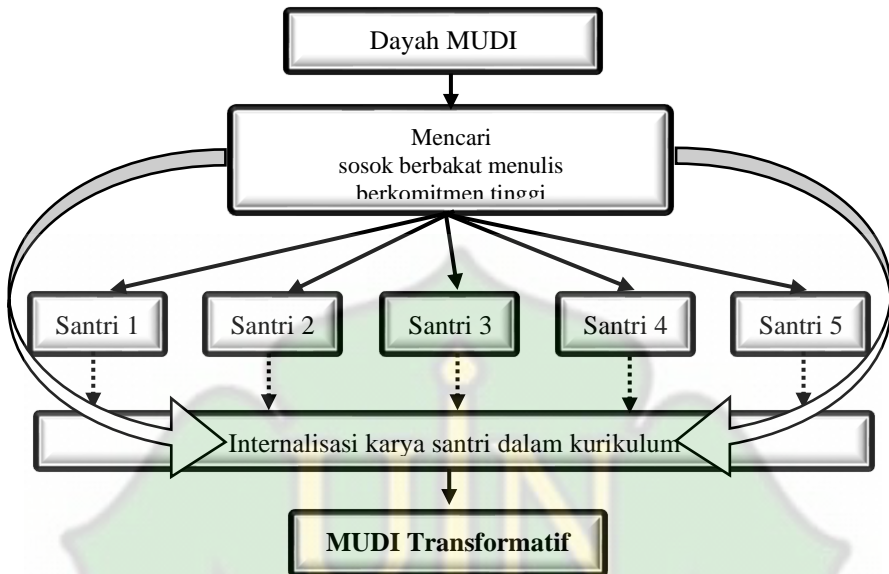 Dayah MUDI
Mencari
sosok berbakat menulis
berkomitmen tinggi
Santri 1
Santri 2
Santri 3
Santri 4
Santri 5
Internalisasi karya santri dalam kurikulum
MUDI Transformatif
UIN